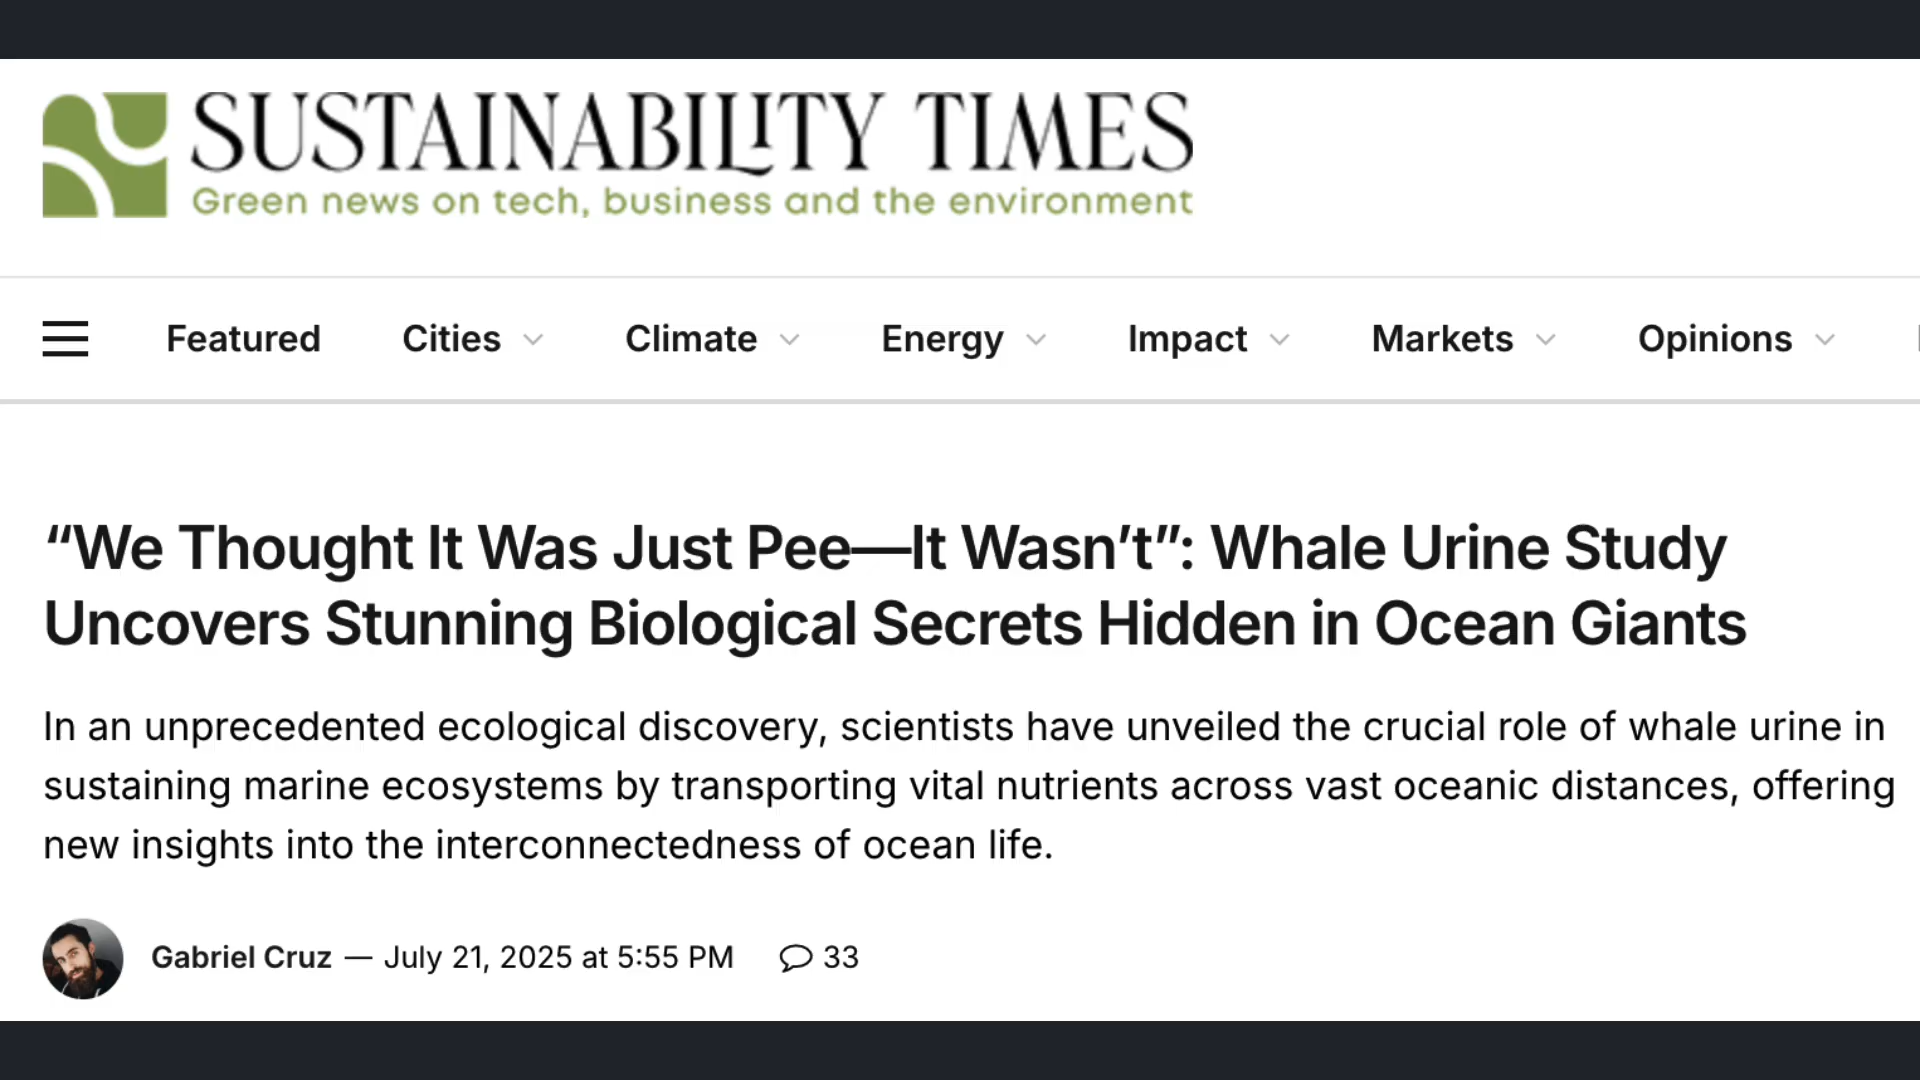 SUSTAINABILITY TIMES
Green news on tech, business and the environment
Featured Cities Climate Energy Impact Markets Opinions
“We Thought It Was Just Pee—It Wasn’t”: Whale Urine Study
Uncovers Stunning Biological Secrets Hidden in Ocean Giants
In an unprecedented ecological discovery, scientists have unveiled the crucial role of whale urine in
sustaining marine ecosystems by transporting vital nutrients across vast oceanic distances, offering
new insights into the interconnectedness of ocean life.
Gabriel Cruz — July 21, 2025 at 5:55 PM 33